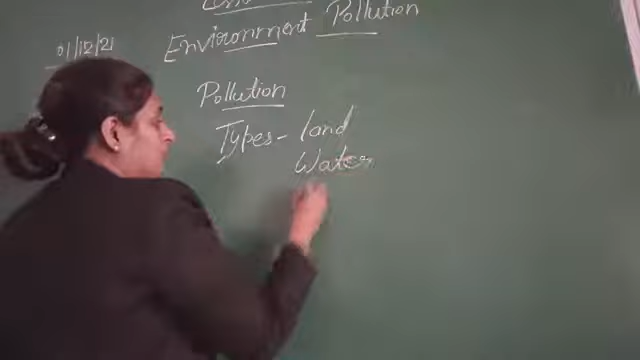 Environment Pollution
01/12/21
Pollution
Types - land
Water